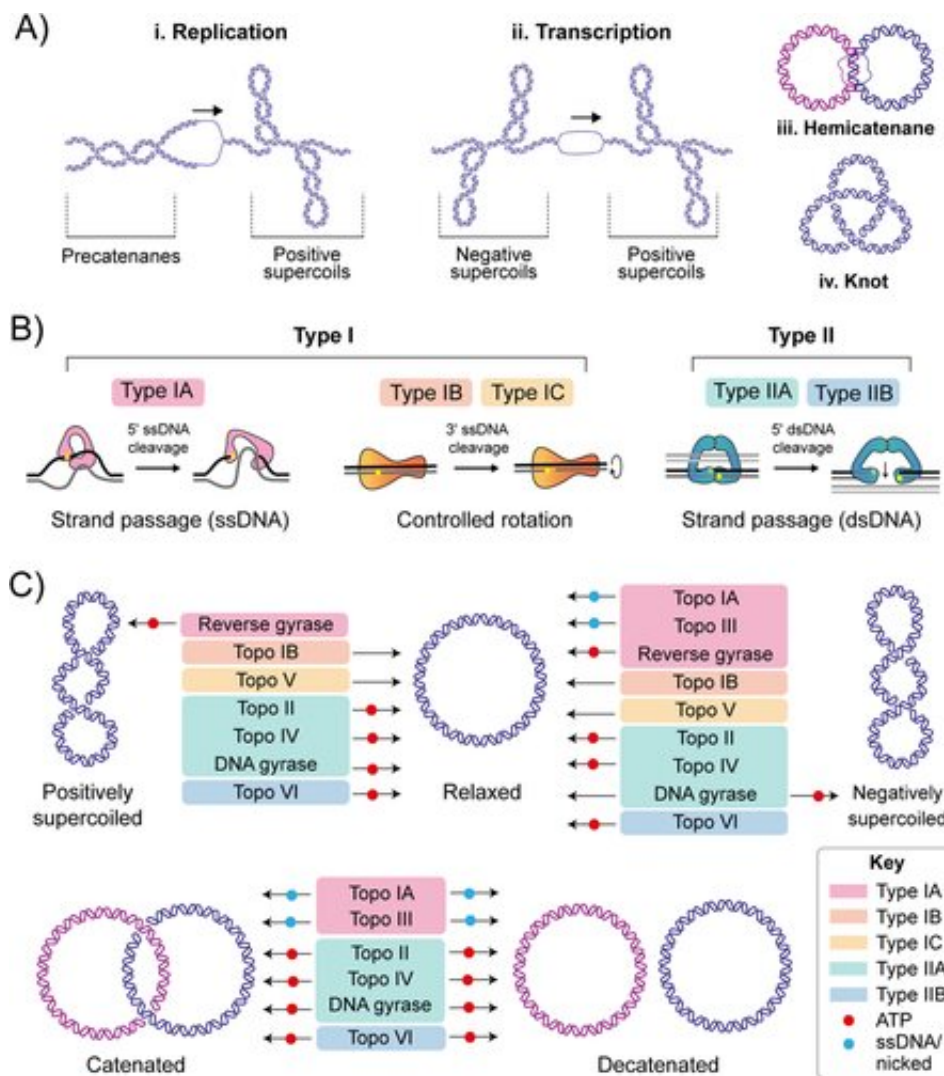 A)
i. Replication
ii. Transcription
Precatenanes
Positive
supercoils
Negative
supercoils
Positive
supercoils
iii. Hemicatenane
iv. Knot
B)
Type I
Type II
Type IA
Type IB
Type IC
Type IIA
Type IIB
5' ssDNA
cleavage
3' ssDNA
cleavage
5' dsDNA
cleavage
Strand passage (ssDNA)
Controlled rotation
Strand passage (dsDNA)
C)
Reverse gyrase
Topo IB
Topo V
Topo II
Topo IV
DNA gyrase
Topo VI
Positively
supercoiled
Relaxed
Topo IA
Topo III
Reverse gyrase
Topo IB
Topo V
Topo II
Topo IV
DNA gyrase
Topo VI
Negatively
supercoiled
Topo IA
Topo III
Topo II
Topo IV
DNA gyrase
Topo VI
Catenated
Decatenated
Key
Type IA
Type IB
Type IC
Type IIA
Type IIB
ATP
ssDNA/
nicked